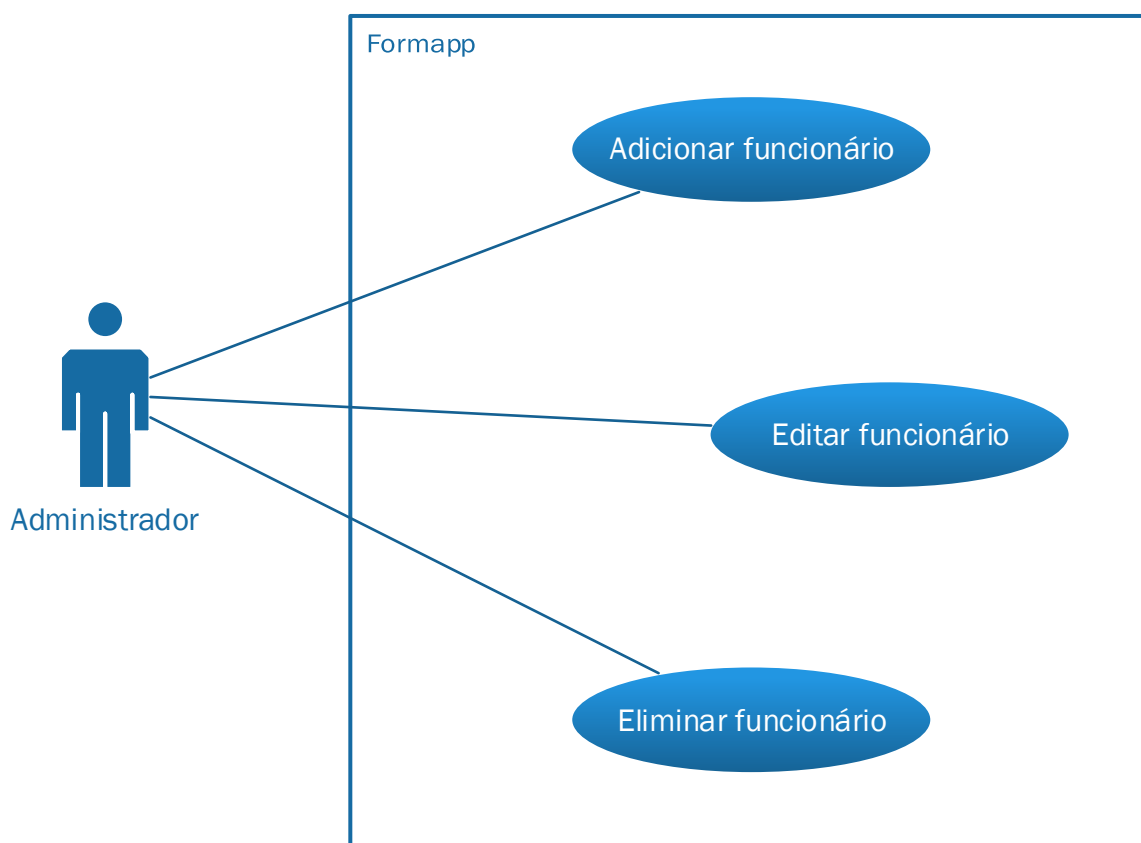 Formapp
Adicionar funcionário
Editar funcionário
Administrador
Eliminar funcionário